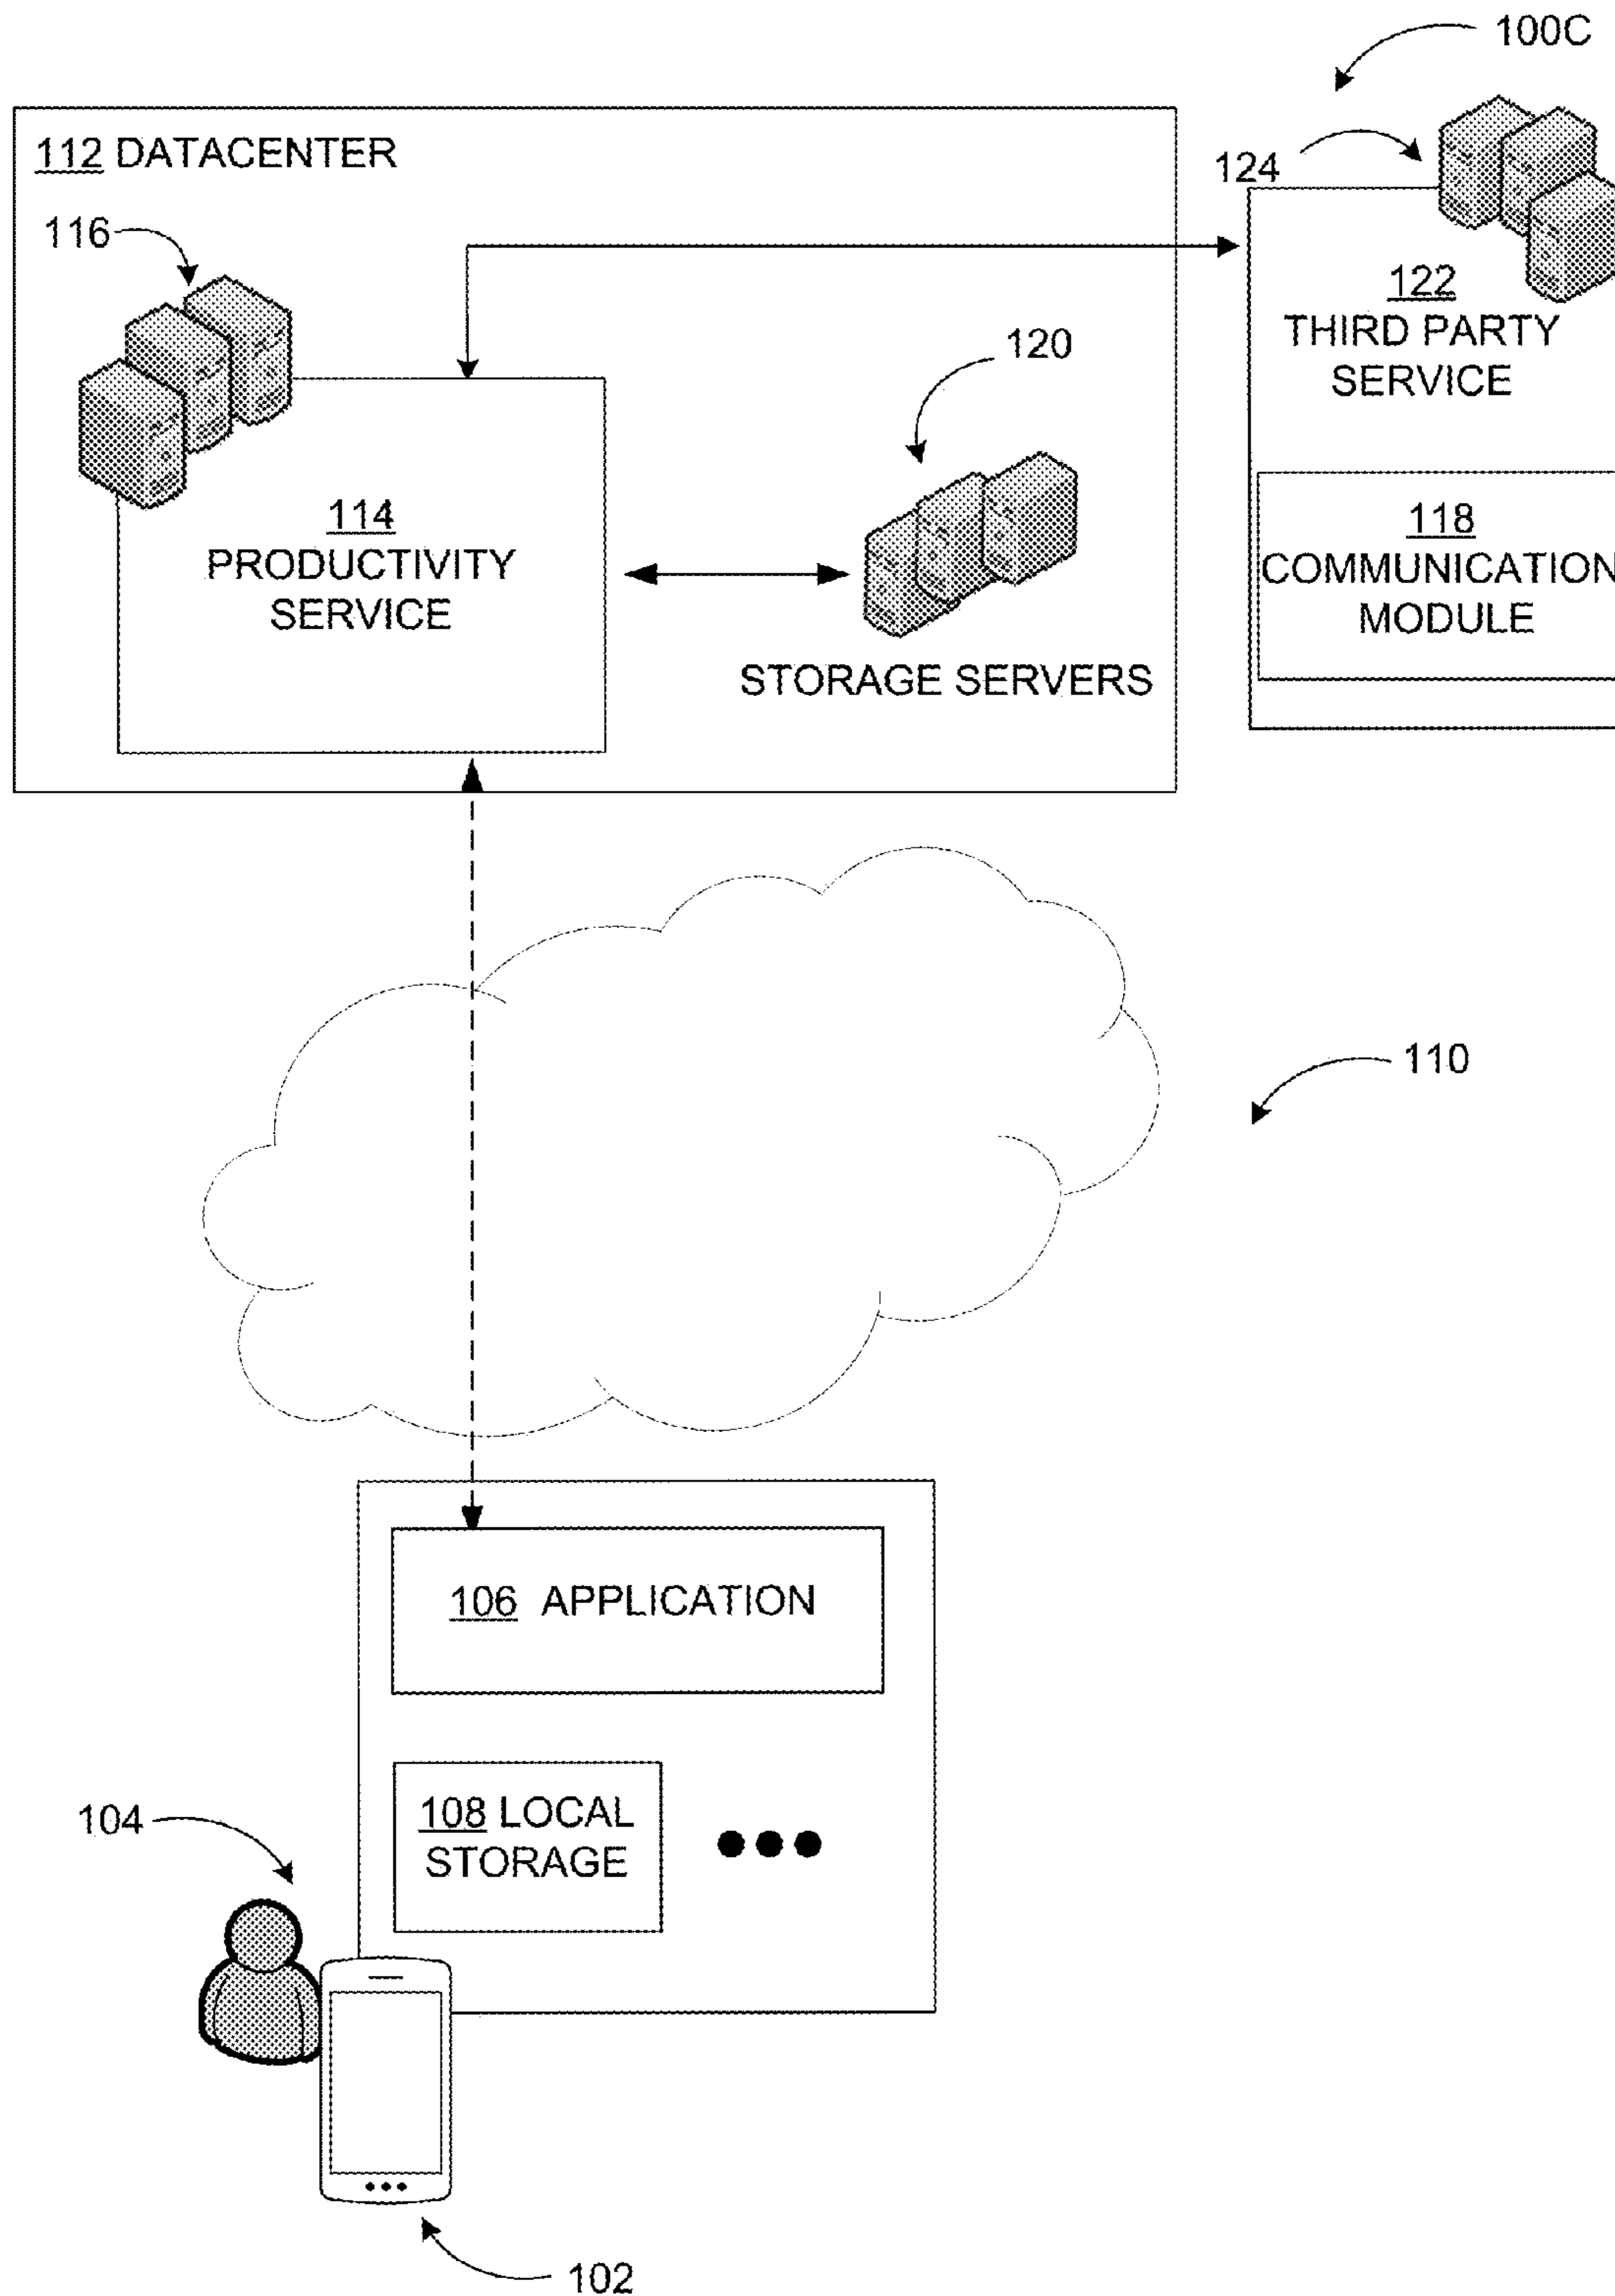 100C
112 DATACENTER
124
116
122
THIRD PARTY
SERVICE
120
114
PRODUCTIVITY
SERVICE
118
COMMUNICATION
MODULE
STORAGE SERVERS
110
106 APPLICATION
108 LOCAL
STORAGE
104
102